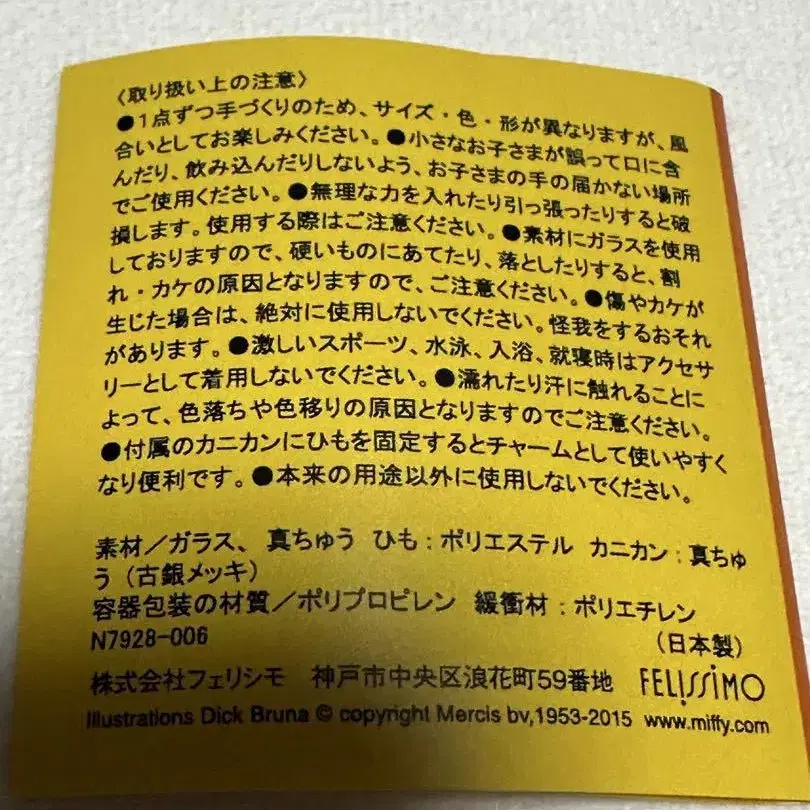 〈取り扱い上の注意〉
●1点ずつ手づくりのため、サイズ・色・形が異なりますが、風
合いとしてお楽しみください。●小さなお子さまが誤って口に含
んだり、飲み込んだりしないよう、お子さまの手の届かない場所
でご使用ください。●無理な力を入れたり引っ張ったりすると破
損します。使用する際はご注意ください。●素材にガラスを使用
しておりますので、硬いものにあてたり、落としたりすると、割
れ・カケの原因となりますので、ご注意ください。●傷やカケが
生じた場合は、絶対に使用しないでください。怪我をするおそれ
があります。●激しいスポーツ、水泳、入浴、就寝時はアクセサ
リーとして着用しないでください。●濡れたり汗に触れることに
よって、色落ちや色移りの原因となりますのでご注意ください。
●付属のカニカンにひもを固定するとチャームとして使いやすく
なり便利です。●本来の用途以外に使用しないでください。
素材/ガラス、真ちゅう ひも:ポリエステル カニカン:真ちゅ
う(古銀メッキ)
容器包装の材質/ポリプロピレン 緩衝材:ポリエチレン
N7928-006 (日本製)
株式会社フェリシモ 神戸市中央区浪花町59番地 FELISSIMO
Illustrations Dick Bruna © copyright Mercis bv,1953-2015 www.miffy.com